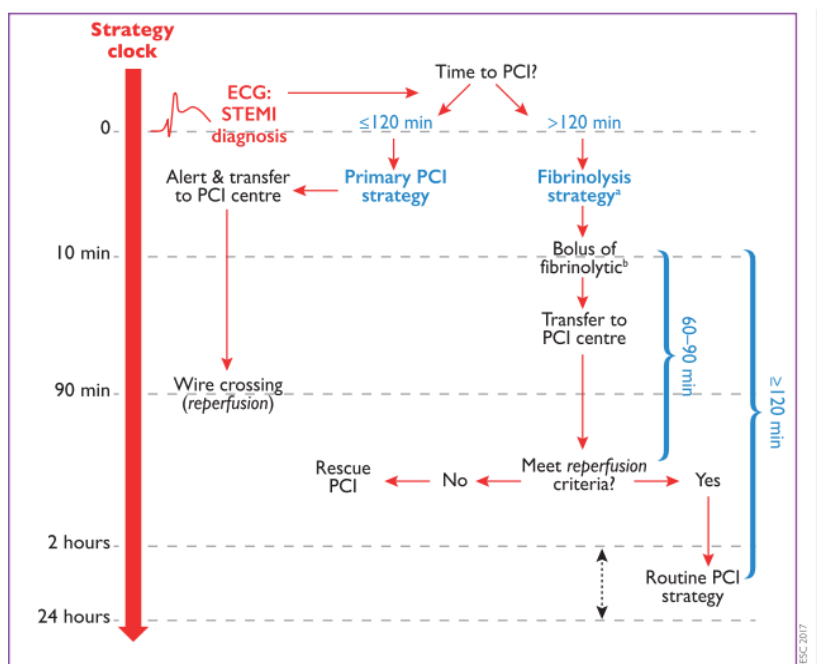 Strategy
clock
Time to PCI?
ECG:
STEMI
diagnosis
0
≤120 min
>120 min
Alert & transfer
to PCI centre
Primary PCI
strategy
Fibrinolysis
strategyᵃ
10 min
Bolus of
fibrinolyticᵇ
Transfer to
PCI centre
60–90 min
≥120 min
90 min
Wire crossing
(reperfusion)
Rescue
PCI
No
Meet reperfusion
criteria?
Yes
2 hours
Routine PCI
strategy
24 hours
ESC 2017